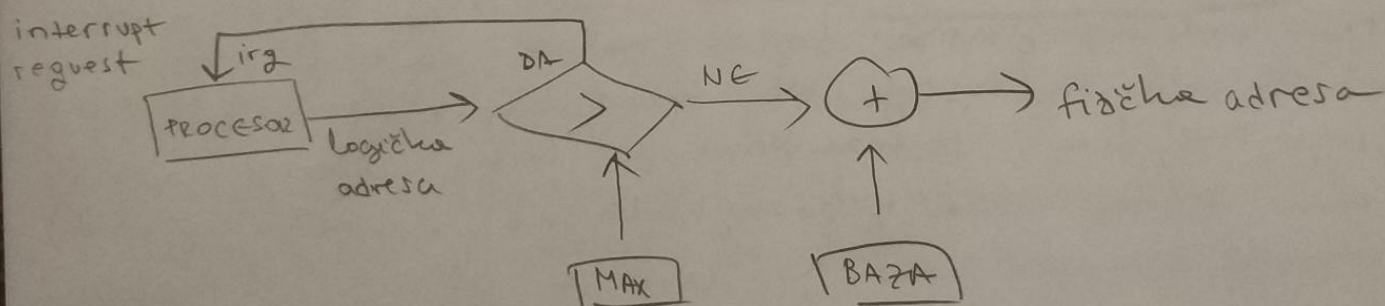 interrupt
request
irq
DA
NE
PROCESOR
>
+
fizička adresa
logička
adresa
MAX
BAZA